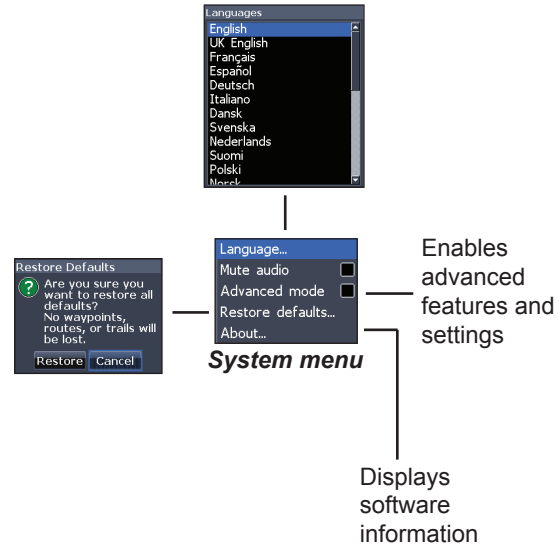 Languages
English
UK English
Français
Español
Deutsch
Italiano
Dansk
Svenska
Nederlands
Suomi
Polski
Norsk
Restore Defaults
Are you sure you
want to restore all
defaults?
No waypoints,
routes, or trails will
be lost.
Restore Cancel
Language...
Mute audio
Advanced mode
Restore defaults...
About...
System menu
Enables
advanced
features and
settings
Displays
software
information